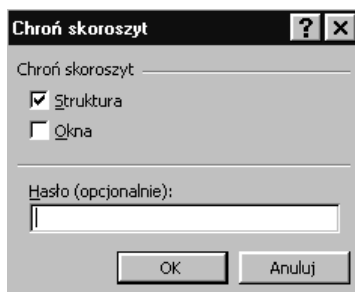 Chroń skoroszyt
Chroń skoroszyt
Struktura
Okna
Hasło (opcjonalnie):
OK Anuluj